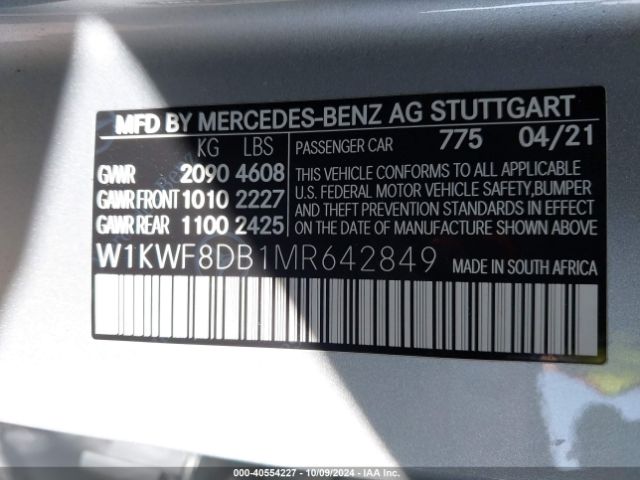 MFD BY MERCEDES-BENZ AG STUTTGART
KG LBS PASSENGER CAR 775 04/21
GVWR 2090 4608
GAWR FRONT 1010 2227
GAWR REAR 1100 2425
THIS VEHICLE CONFORMS TO ALL APPLICABLE
U.S. FEDERAL MOTOR VEHICLE SAFETY,BUMPER
AND THEFT PREVENTION STANDARDS IN EFFECT
ON THE DATE OF MANUFACTURE SHOWN ABOVE
W1KWF8DB1MR642849 MADE IN SOUTH AFRICA
000-40554227 - 10/09/2024 - IAA Inc.